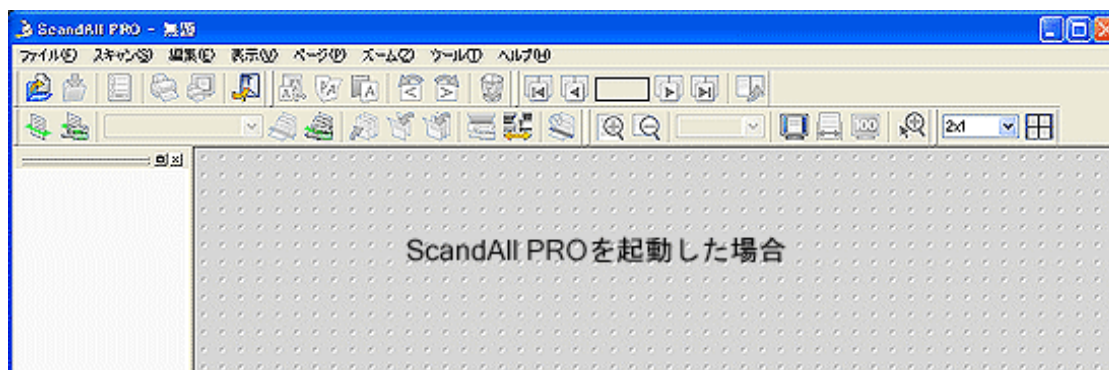 ScandAll PRO - 無題
ファイル(F) スキャン(S) 編集(E) 表示(V) ページ(P) ズーム(Z) ツール(T) ヘルプ(H)
100 2x1
ScandAll PROを起動した場合